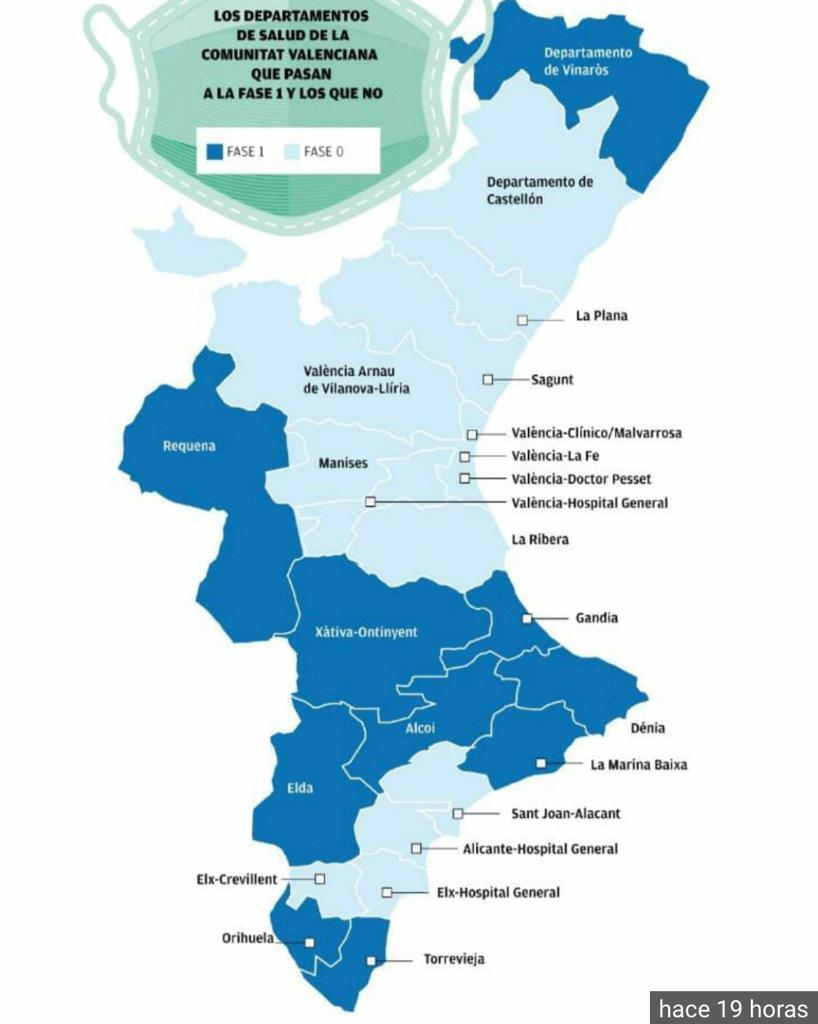 LOS DEPARTAMENTOS
DE SALUD DE LA
COMUNITAT VALENCIANA
QUE PASAN
A LA FASE 1 Y LOS QUE NO
FASE 1
FASE 0
Departamento
de Vinaròs
Departamento de
Castellón
La Plana
València Arnau
de Vilanova-Llíria
Sagunt
València-Clínico/Malvarrosa
Requena
València-La Fe
Manises
València-Doctor Pesset
València-Hospital General
La Ribera
Gandia
Xàtiva-Ontinyent
Alcoi
Dénia
La Marina Baixa
Elda
Sant Joan-Alacant
Alicante-Hospital General
Elx-Crevillent
Elx-Hospital General
Orihuela
Torrevieja
hace 19 horas